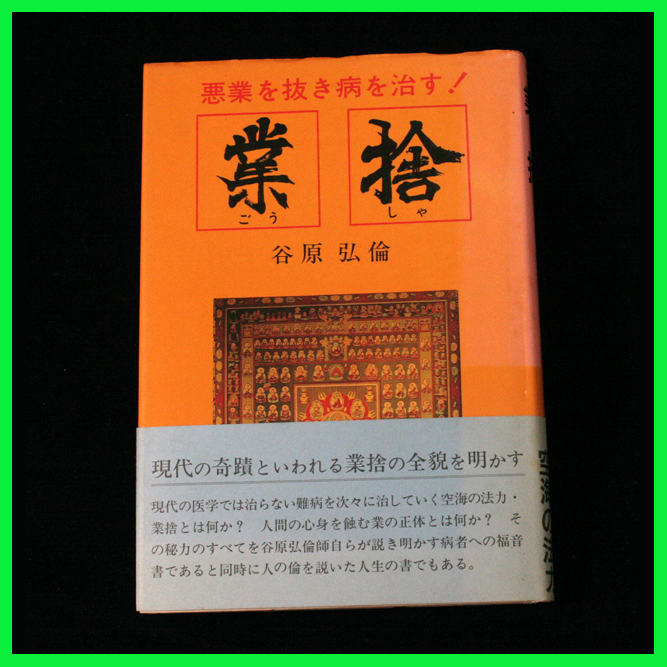 悪業を抜き病を治す!
業 捨
ごう しゃ
谷原弘倫
現代の奇蹟といわれる業捨の全貌を明かす
現代の医学では治らない難病を次々に治していく空海の法力・
業捨とは何か? 人間の心身を蝕む業の正体とは何か? そ
の秘力のすべてを谷原弘倫師自らが説き明かす病者への福音
書であると同時に人の倫を説いた人生の書でもある。
業捨
空海の法力